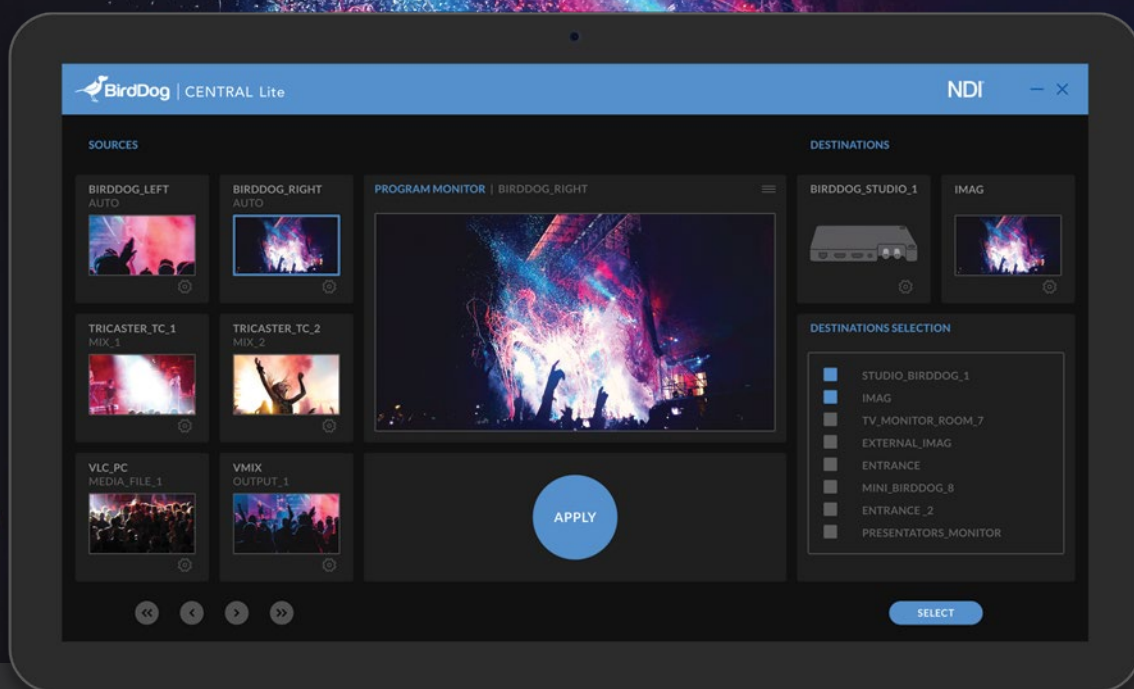 BirdDog | CENTRAL Lite
NDI
SOURCES
DESTINATIONS
BIRDDOG_LEFT
AUTO
BIRDDOG_RIGHT
AUTO
PROGRAM MONITOR | BIRDDOG_RIGHT
BIRDDOG_STUDIO_1
IMAG
TRICASTER_TC_1
MIX_1
TRICASTER_TC_2
MIX_2
DESTINATIONS SELECTION
STUDIO_BIRDDOG_1
IMAG
TV_MONITOR_ROOM_7
EXTERNAL_IMAG
ENTRANCE
MINI_BIRDDOG_8
ENTRANCE_2
PRESENTATORS_MONITOR
VLC_PC
MEDIA_FILE_1
VMIX
OUTPUT_1
APPLY
SELECT